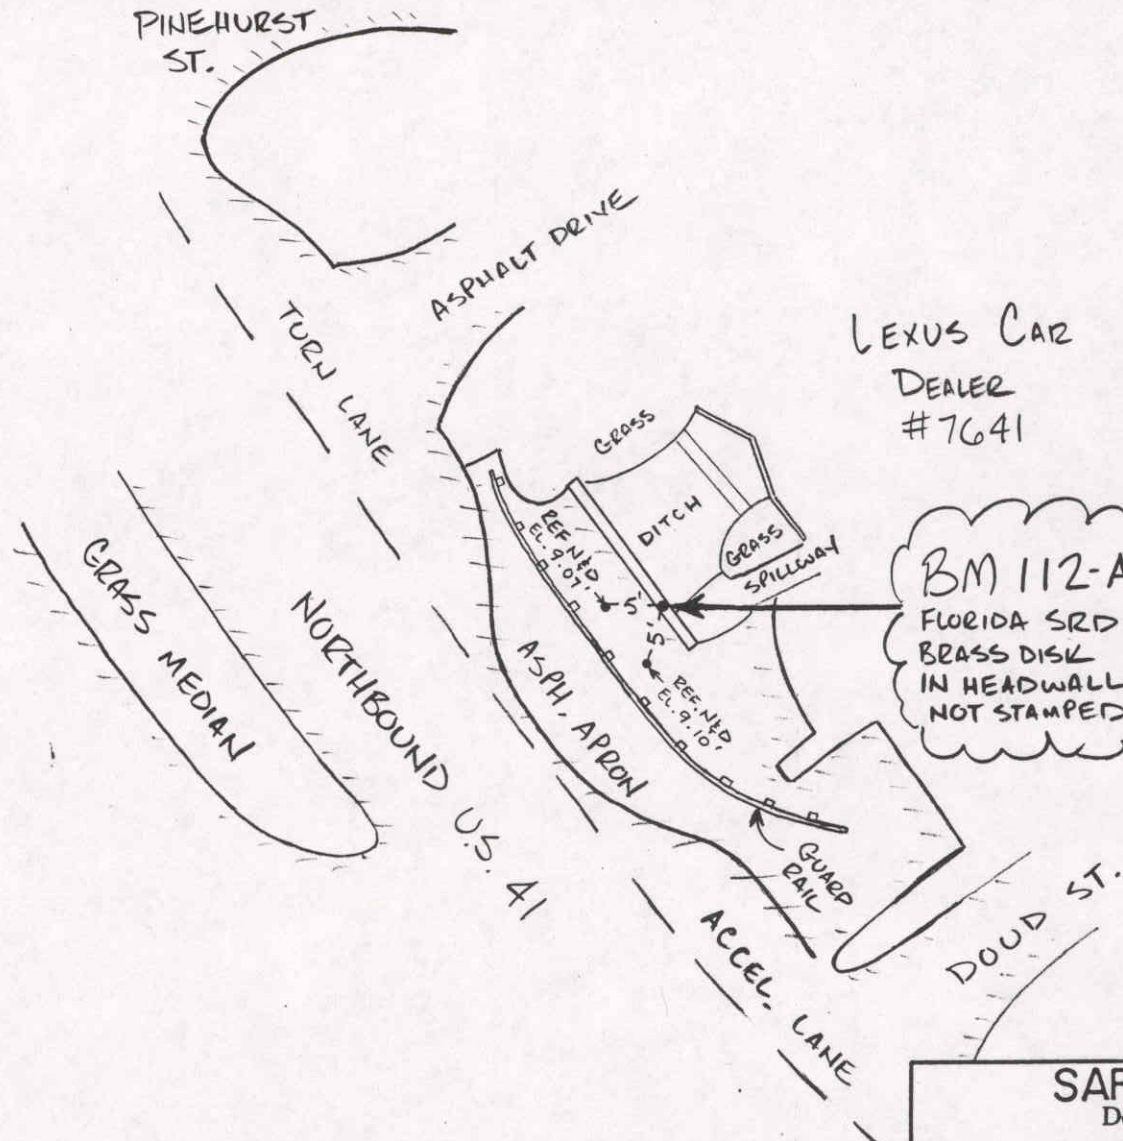 PINEHURST
ST.
ASPHALT DRIVE
TURN LANE
LEXUS CAR
DEALER
#7641
GRASS
DITCH
GRASS
SPILLWAY
REF. N&D
EL. 9.07'
5'
5'
REF. N&D
EL. 9.10'
BM 112-A
FLORIDA SRD
BRASS DISK
IN HEADWALL
NOT STAMPED
GRASS MEDIAN
NORTHBOUND U.S. 41
ASPH. APRON
GUARD
RAIL
ACCEL. LANE
DOUD ST.
SAR